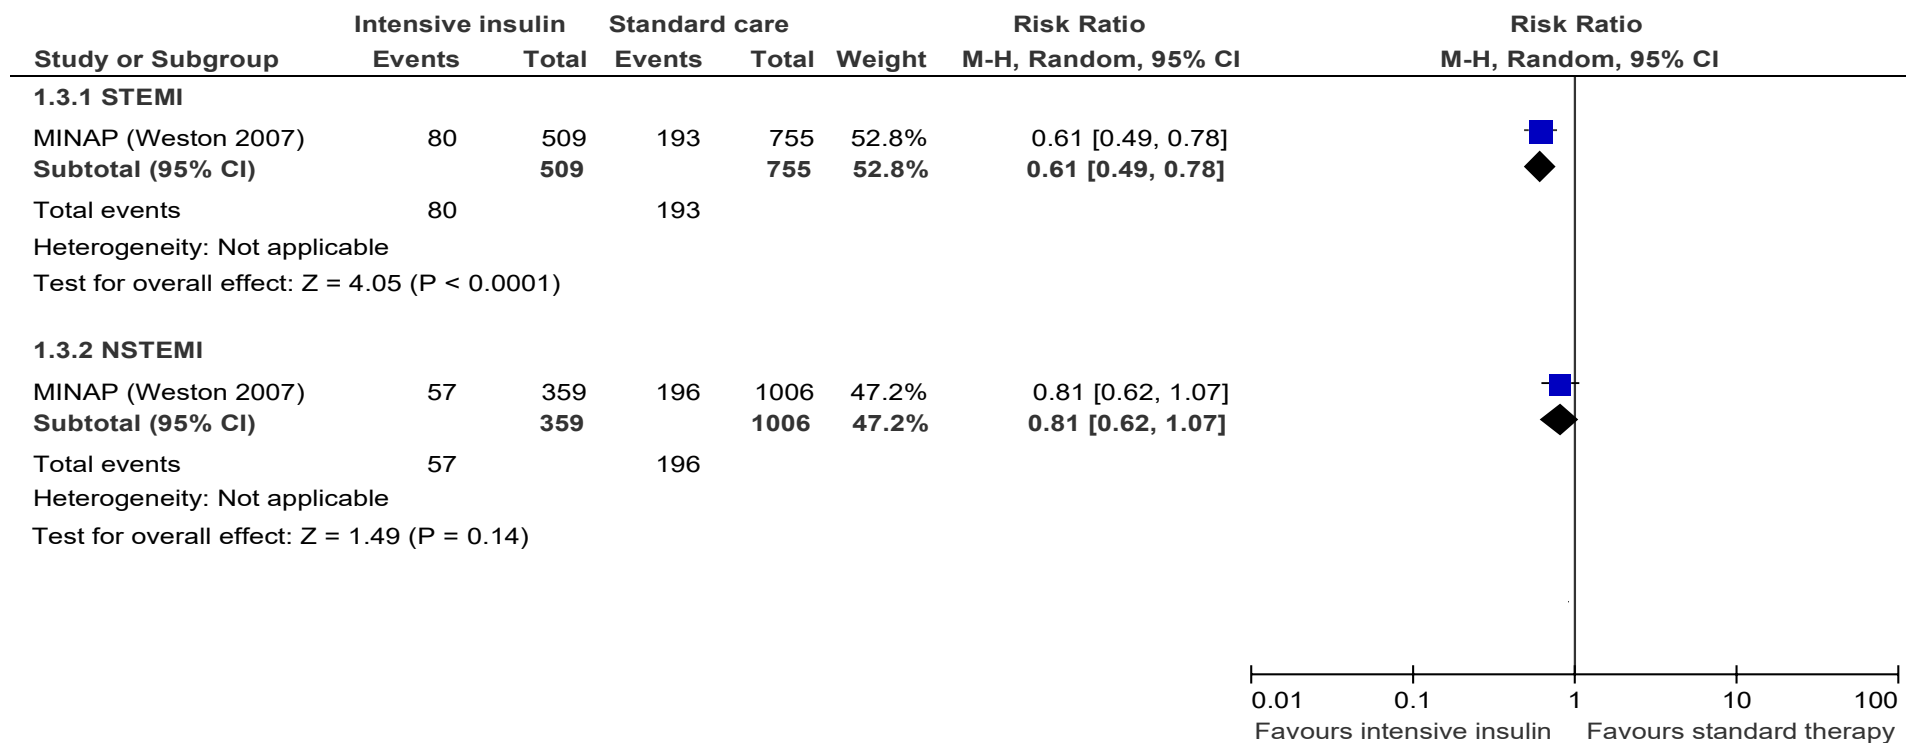 Intensive insulin Standard care Risk Ratio Risk Ratio
Study or Subgroup Events Total Events Total Weight M-H, Random, 95% CI M-H, Random, 95% CI
1.3.1 STEMI
MINAP (Weston 2007) 80 509 193 755 52.8% 0.61 [0.49, 0.78]
Subtotal (95% CI) 509 755 52.8% 0.61 [0.49, 0.78]
Total events 80 193
Heterogeneity: Not applicable
Test for overall effect: Z = 4.05 (P < 0.0001)
1.3.2 NSTEMI
MINAP (Weston 2007) 57 359 196 1006 47.2% 0.81 [0.62, 1.07]
Subtotal (95% CI) 359 1006 47.2% 0.81 [0.62, 1.07]
Total events 57 196
Heterogeneity: Not applicable
Test for overall effect: Z = 1.49 (P = 0.14)
0.01 0.1 1 10 100
Favours intensive insulin Favours standard therapy